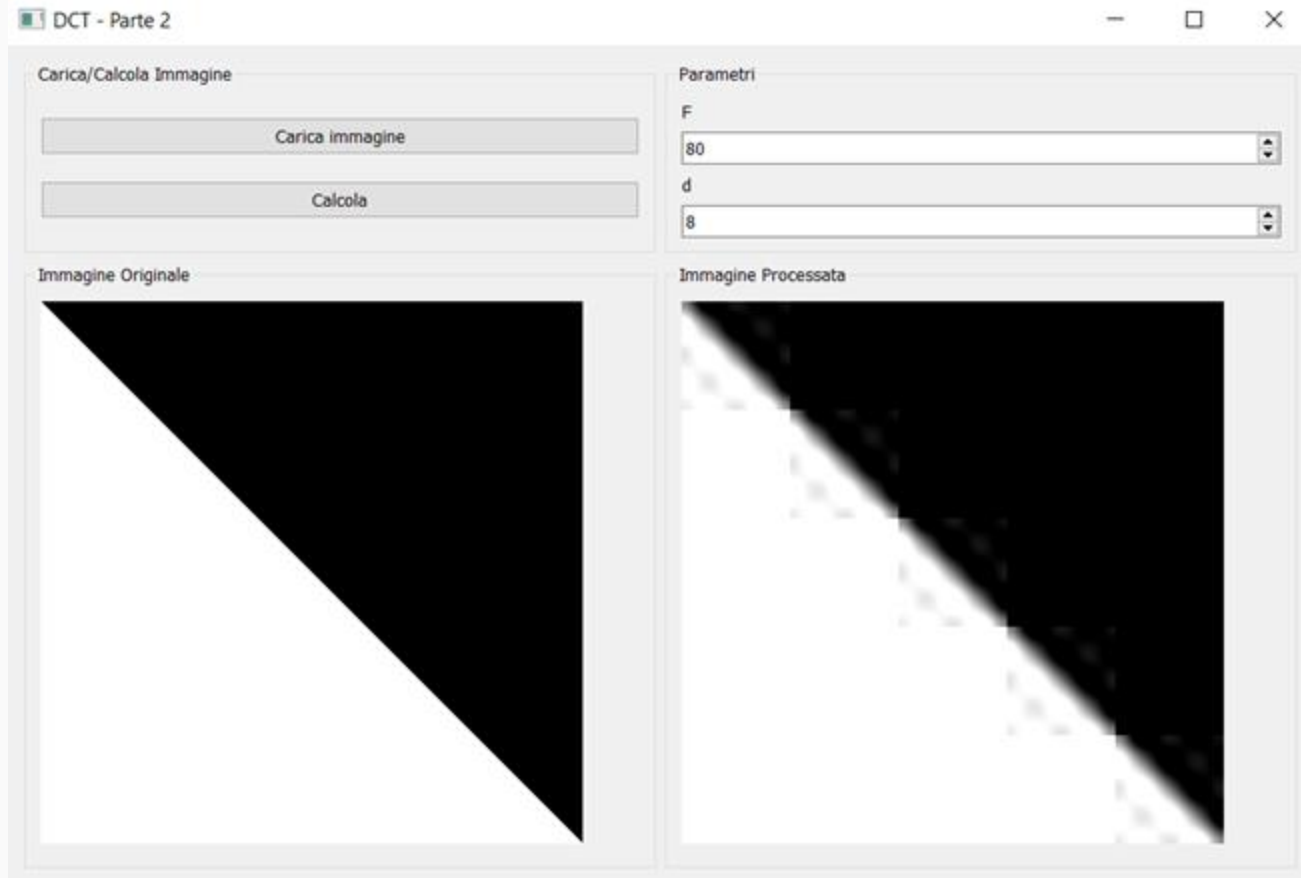 DCT - Parte 2
Carica/Calcola Immagine
Carica immagine
Calcola
Parametri
F
80
d
8
Immagine Originale
Immagine Processata